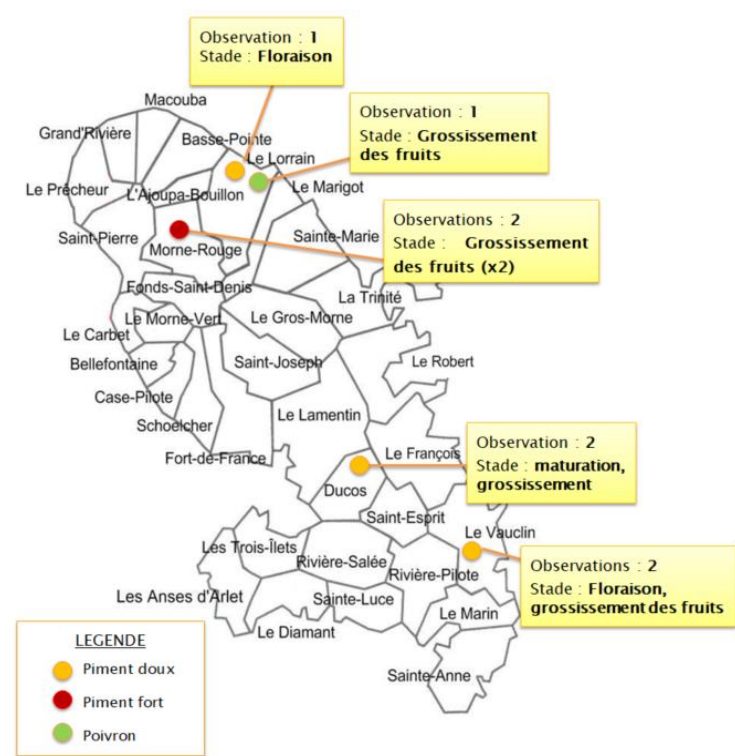 Observation : 1
Stade : Floraison
Macouba
Observation : 1
Stade : Grossissement
des fruits
Grand'Rivière
Basse-Pointe
Le Lorrain
Le Prêcheur
L'Ajoupa-Bouillon
Le Marigot
Observations : 2
Stade : Grossissement
des fruits (x2)
Saint-Pierre
Morne-Rouge
Sainte-Marie
Fonds-Saint-Denis
La Trinité
Le Carbet
Le Morne-Vert
Le Gros-Morne
Bellefontaine
Saint-Joseph
Le Robert
Case-Pilote
Schoelcher
Le Lamentin
Fort-de-France
Le François
Observation : 2
Stade : maturation,
grossissement
Ducos
Saint-Esprit
Le Vauclin
Les Trois-Îlets
Rivière-Salée
Rivière-Pilote
Observations : 2
Stade : Floraison,
grossissement des fruits
Les Anses d'Arlet
Sainte-Luce
Le Marin
Le Diamant
Sainte-Anne
LEGENDE
Piment doux
Piment fort
Poivron